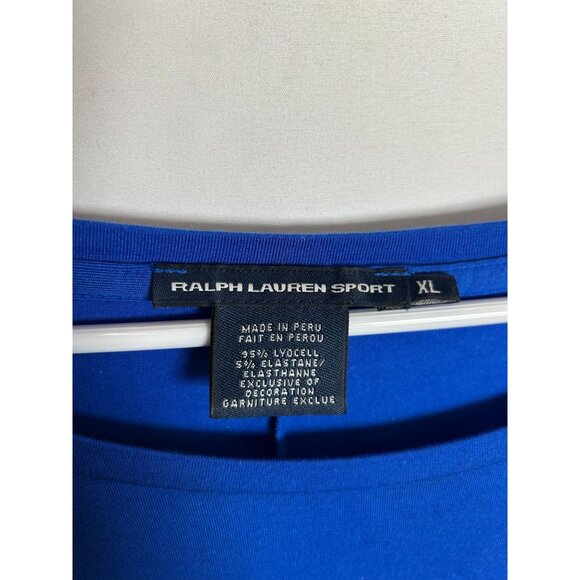 RALPH LAUREN SPORT XL
MADE IN PERU
FAIT EN PEROU
95% LYOCELL
5% ELASTANE/
ELASTHANNE
EXCLUSIVE OF
DECORATION
GARNITURE EXCLUE